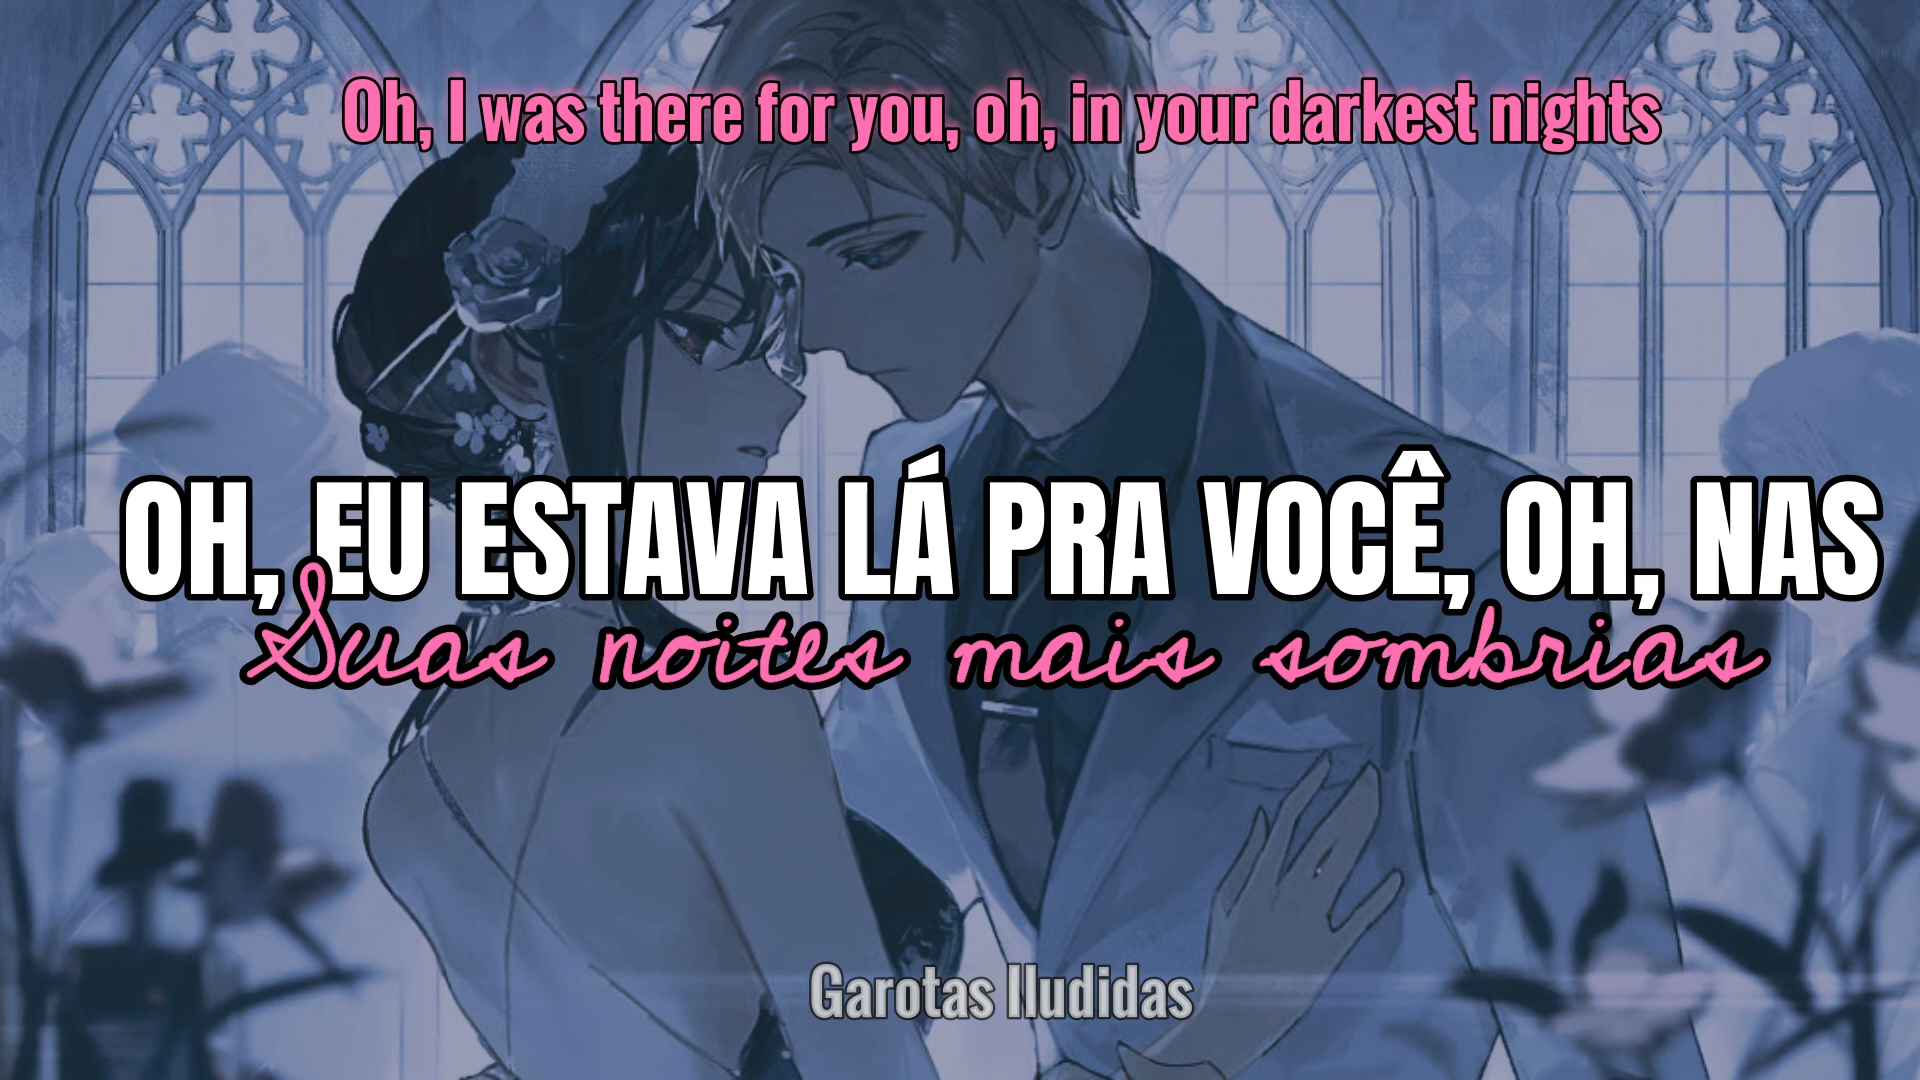 Oh, I was there for you, oh, in your darkest nights
OH, EU ESTAVA LÁ PRA VOCÊ, OH, NAS
Suas noites mais sombrias
Garotas Iludidas